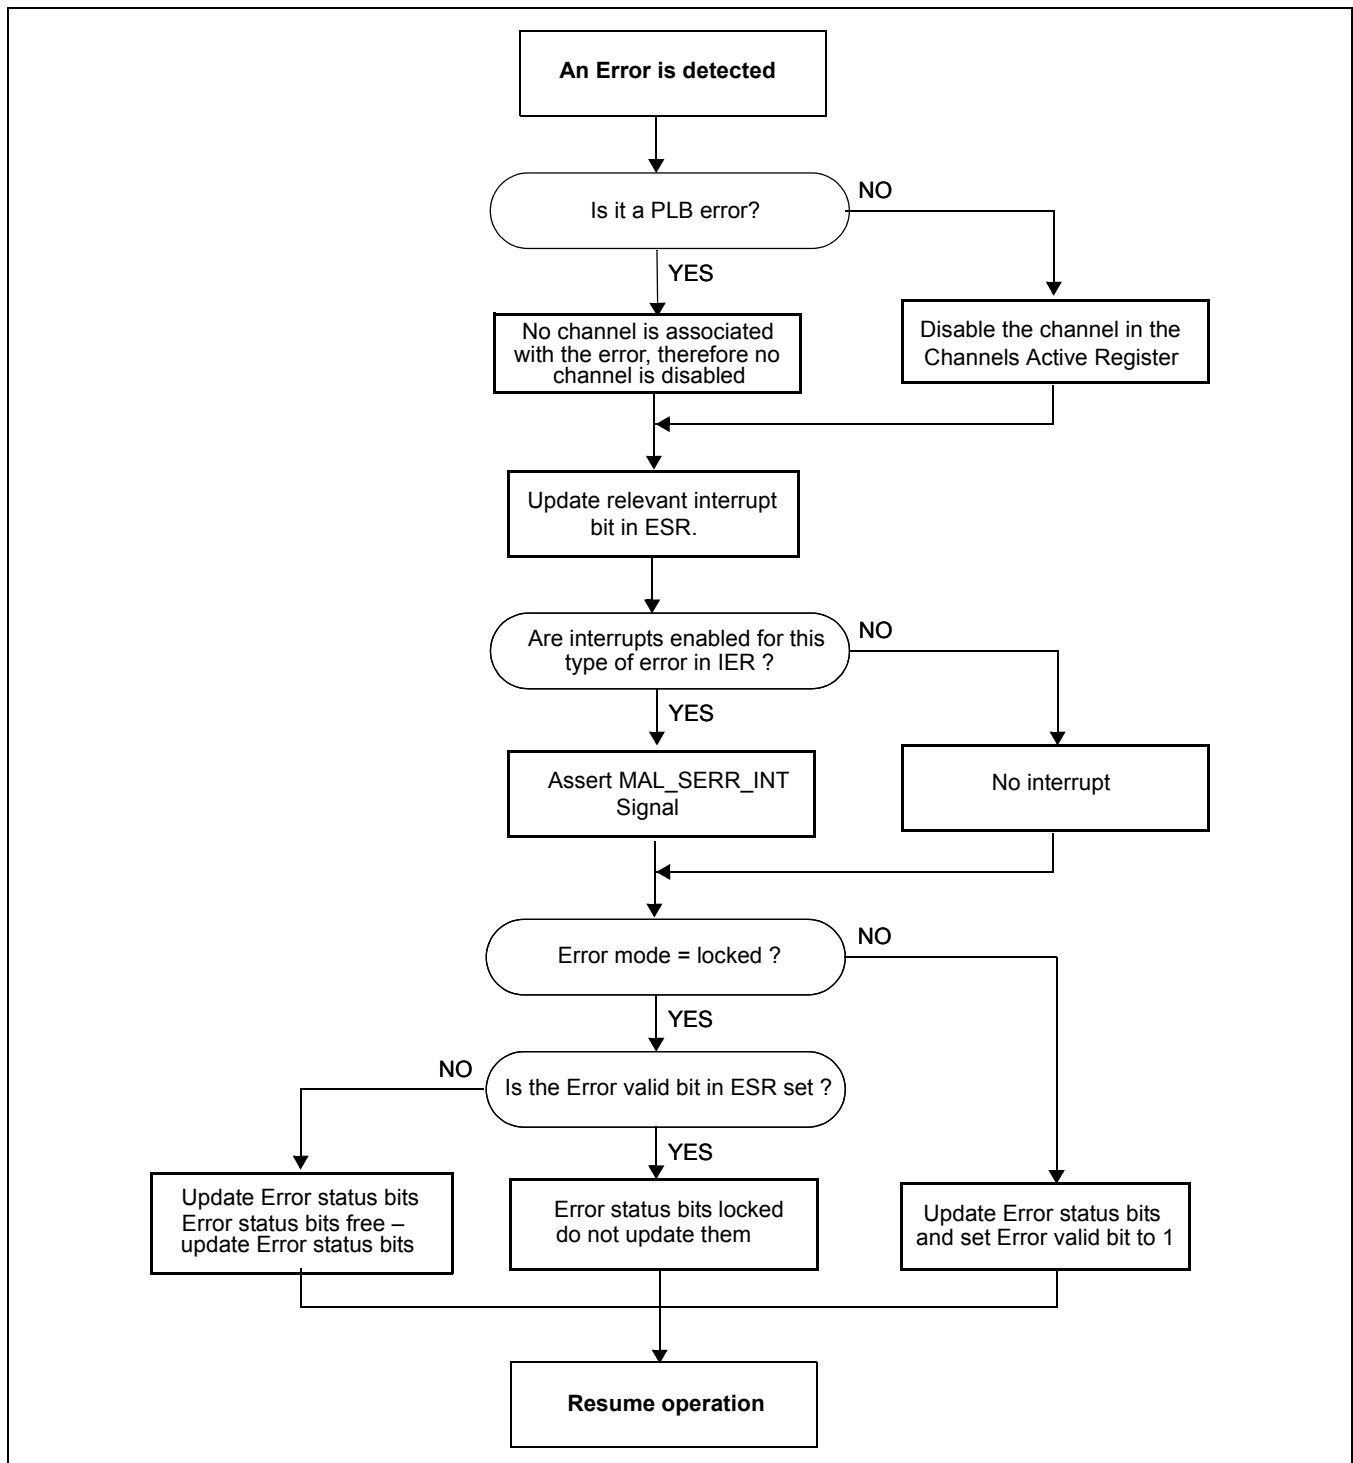 An Error is detected
Is it a PLB error?
NO
YES
No channel is associated
with the error, therefore no
channel is disabled
Disable the channel in the
Channels Active Register
Update relevant interrupt
bit in ESR.
Are interrupts enabled for this
type of error in IER ?
NO
YES
Assert MAL_SERR_INT
Signal
No interrupt
Error mode = locked ?
NO
YES
Is the Error valid bit in ESR set ?
NO
YES
Update Error status bits
Error status bits free –
update Error status bits
Error status bits locked
do not update them
Update Error status bits
and set Error valid bit to 1
Resume operation